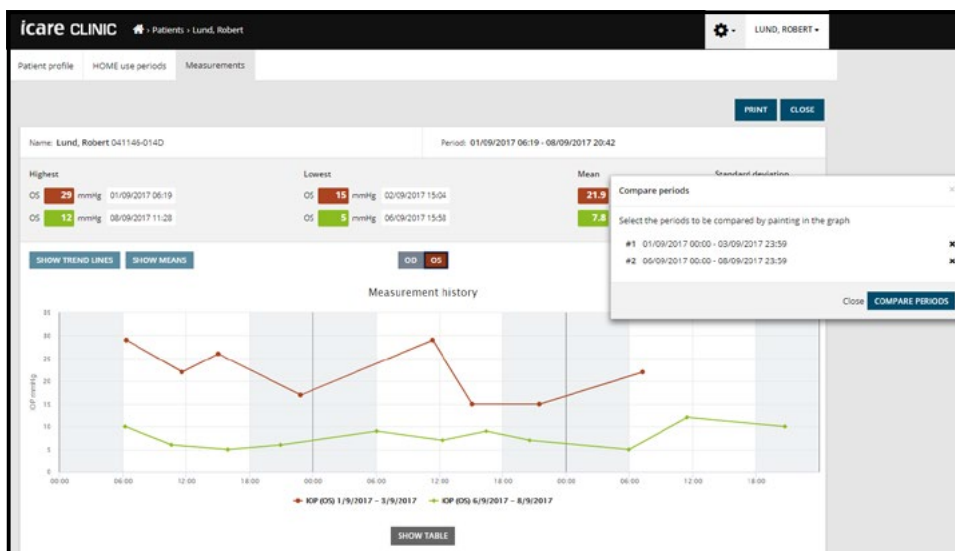 icare CLINIC › Patients › Lund, Robert LUND, ROBERT
Patient profile HOME use periods Measurements
PRINT CLOSE
Name: Lund, Robert 041146-014D Period: 01/09/2017 06:19 - 08/09/2017 20:42
Highest Lowest Mean Standard deviation
OS 29 mmHg 01/09/2017 06:19 OS 15 mmHg 02/09/2017 15:04 21.9
OS 12 mmHg 08/09/2017 11:28 OS 5 mmHg 06/09/2017 15:58 7.8
Compare periods
Select the periods to be compared by painting in the graph
#1 01/09/2017 00:00 - 03/09/2017 23:59
#2 06/09/2017 00:00 - 08/09/2017 23:59
Close COMPARE PERIODS
SHOW TREND LINES SHOW MEANS OD OS
Measurement history
IOP mmHg
35
30
25
20
15
10
5
0
00:00 06:00 12:00 18:00 00:00 06:00 12:00 18:00 00:00 06:00 12:00 18:00
IOP (OS) 1/9/2017 – 3/9/2017 IOP (OS) 6/9/2017 – 8/9/2017
SHOW TABLE